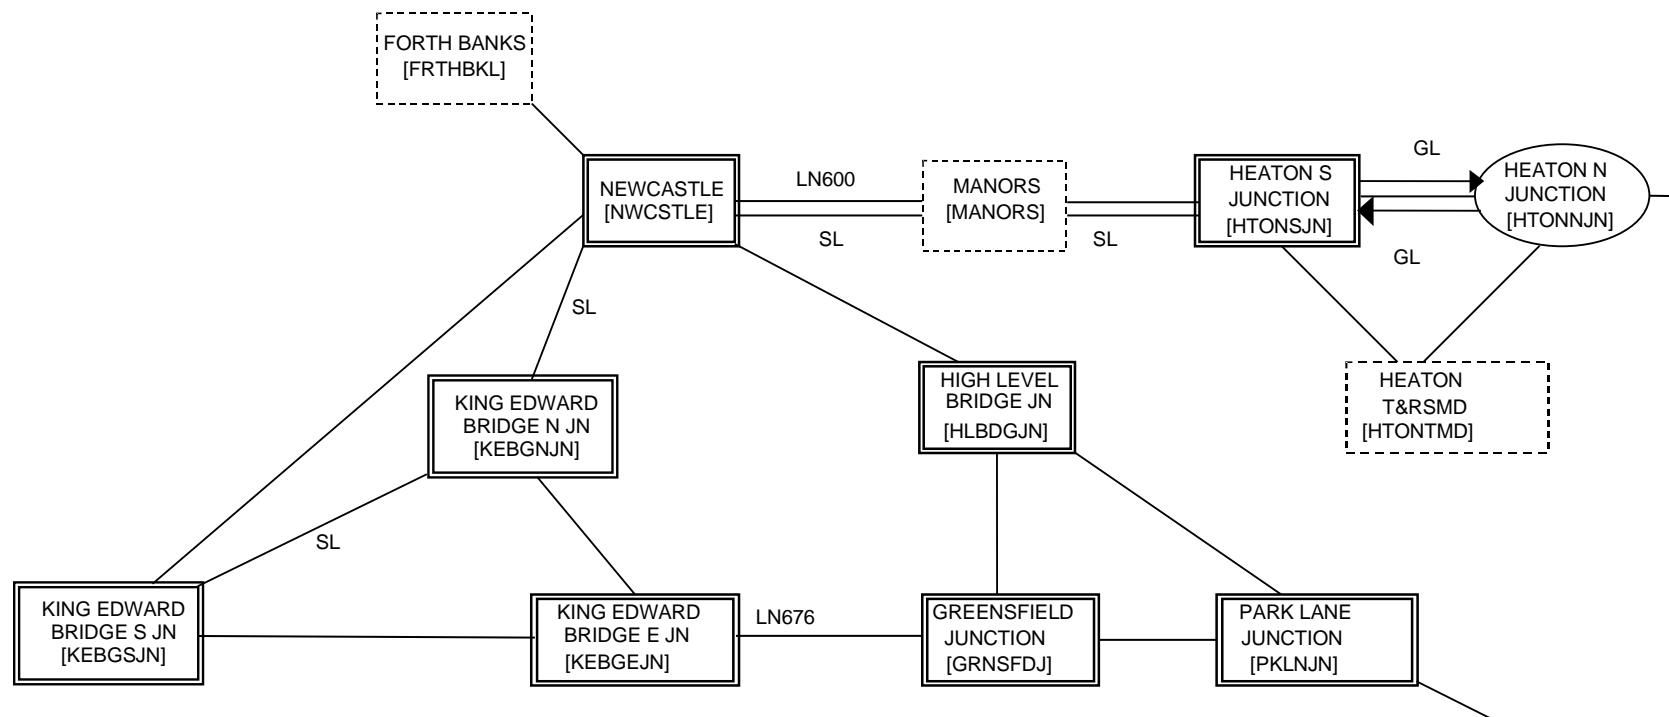 FORTH BANKS
[FRTHBKL]
NEWCASTLE
[NWCSTLE]
LN600
SL
MANORS
[MANORS]
SL
HEATON S
JUNCTION
[HTONSJN]
GL
GL
HEATON N
JUNCTION
[HTONNJN]
SL
KING EDWARD
BRIDGE N JN
[KEBGNJN]
HIGH LEVEL
BRIDGE JN
[HLBDGJN]
HEATON
T&RSMD
[HTONTMD]
SL
KING EDWARD
BRIDGE S JN
[KEBGSJN]
KING EDWARD
BRIDGE E JN
[KEBGEJN]
LN676
GREENSFIELD
JUNCTION
[GRNSFDJ]
PARK LANE
JUNCTION
[PKLNJN]